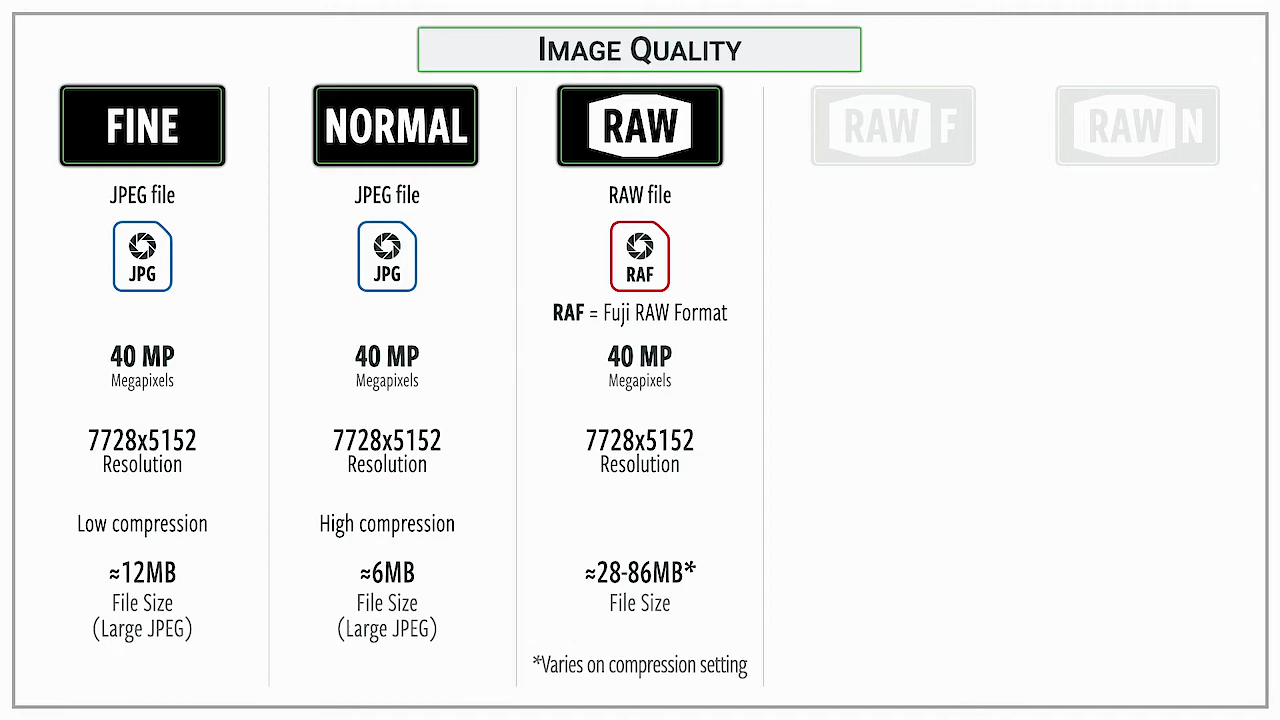 IMAGE QUALITY
FINE
JPEG file
JPG
40 MP
Megapixels
7728x5152
Resolution
Low compression
≈12MB
File Size
(Large JPEG)
NORMAL
JPEG file
JPG
40 MP
Megapixels
7728x5152
Resolution
High compression
≈6MB
File Size
(Large JPEG)
RAW
RAW file
RAF
RAF = Fuji RAW Format
40 MP
Megapixels
7728x5152
Resolution
≈28-86MB*
File Size
*Varies on compression setting
RAW F
RAW N